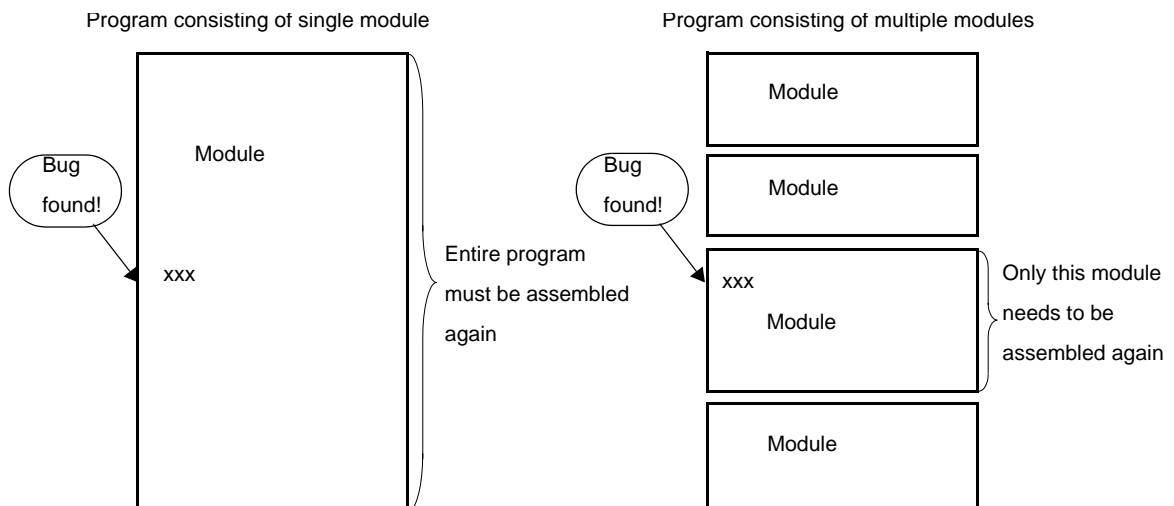 Program consisting of single module
Module
Bug
found!
xxx
Entire program
must be assembled
again
Program consisting of multiple modules
Module
Module
Bug
found!
xxx
Module
Only this module
needs to be
assembled again
Module